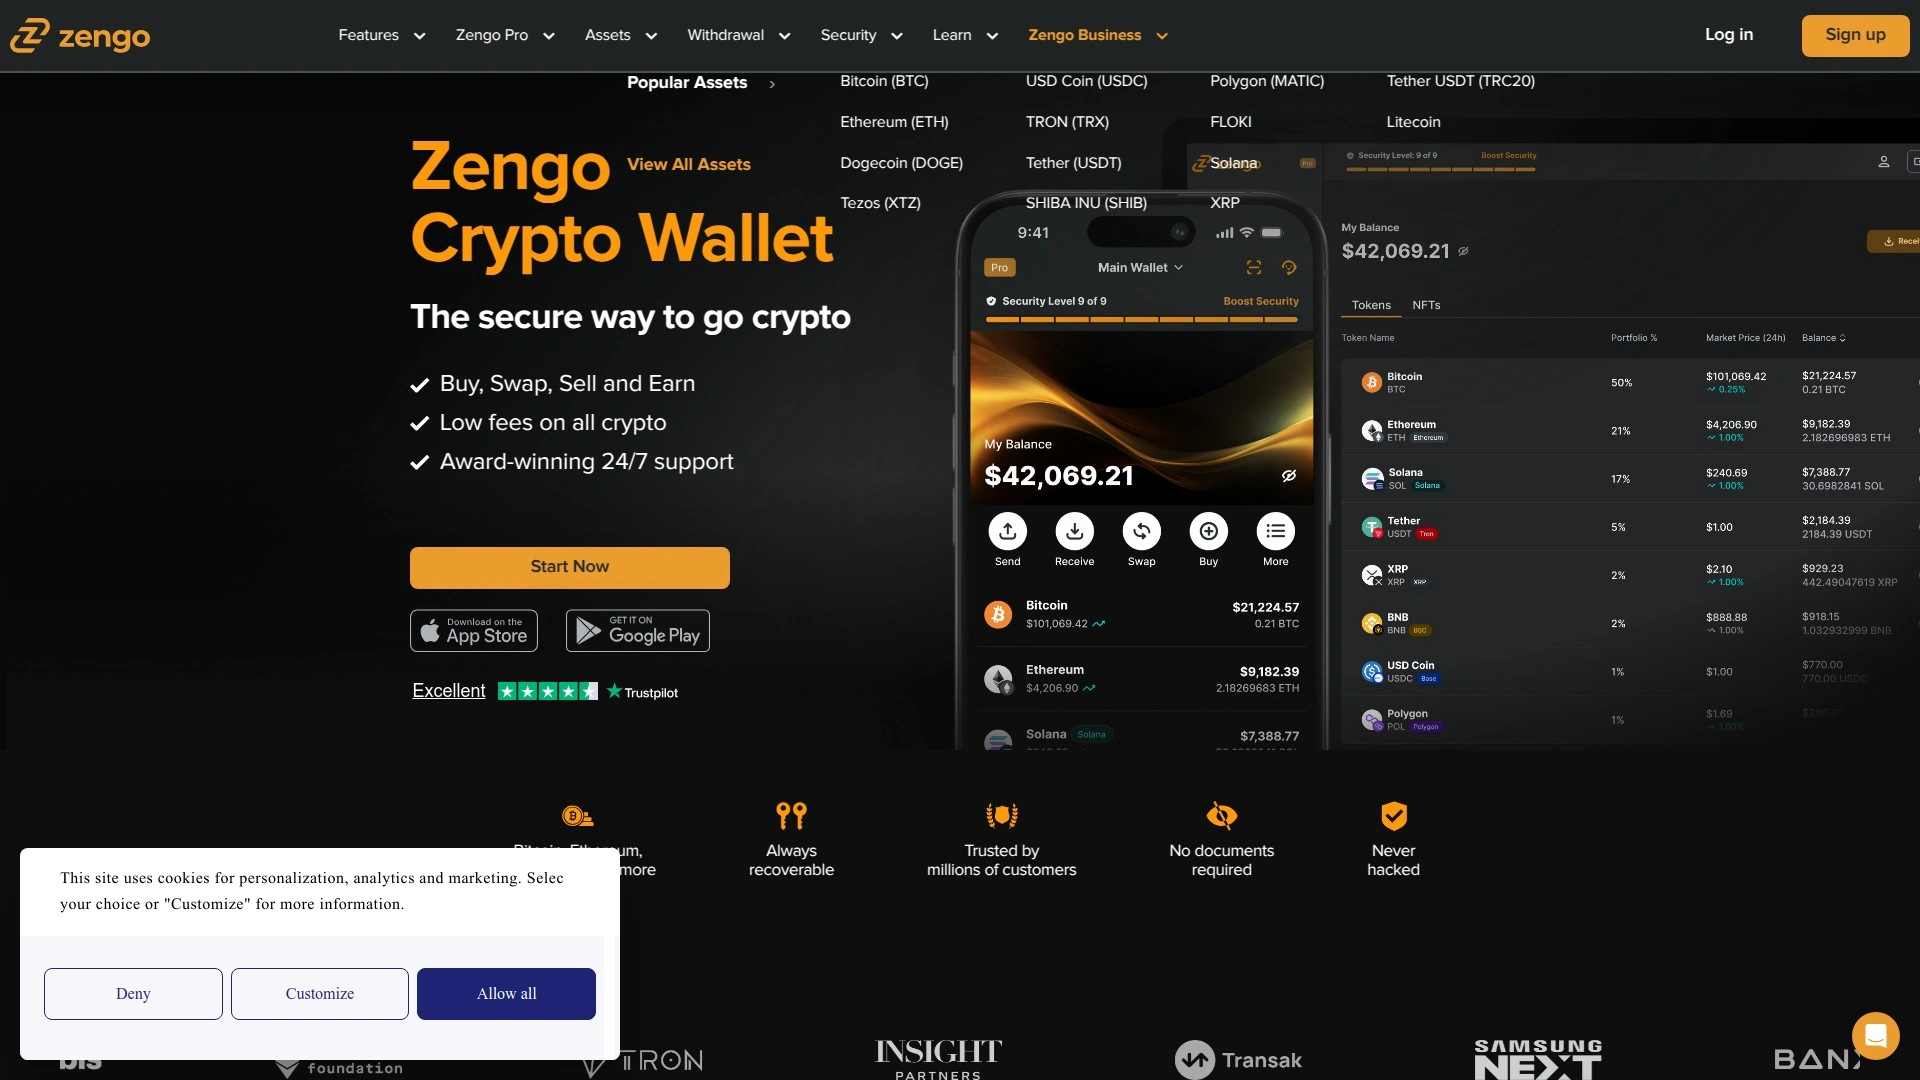 zengo
Features
Zengo Pro
Assets
Withdrawal
Security
Learn
Zengo Business
Log in
Sign up
Popular Assets
View All Assets
Bitcoin (BTC)
USD Coin (USDC)
Polygon (MATIC)
Tether USDT (TRC20)
Ethereum (ETH)
TRON (TRX)
FLOKI
Litecoin
Dogecoin (DOGE)
Tether (USDT)
Solana
Tezos (XTZ)
SHIBA INU (SHIB)
XRP
Zengo
Crypto Wallet
The secure way to go crypto
Buy, Swap, Sell and Earn
Low fees on all crypto
Award-winning 24/7 support
Start Now
Download on the
App Store
GET IT ON
Google Play
Excellent
Trustpilot
9:41
Pro
Main Wallet
Security Level 9 of 9
Boost Security
My Balance
$42,069.21
Send
Receive
Swap
Buy
More
Bitcoin
$21,224.57
$101,069.42
0.21 BTC
Ethereum
$9,182.39
$4,206.90
2.18269683 ETH
Solana
Solana
$7,388.77
Pro
Security Level: 9 of 9
Boost Security
My Balance
$42,069.21
Tokens
NFTs
Token Name
Portfolio %
Market Price (24h)
Balance
Bitcoin
BTC
50%
$101,069.42
0.25%
$21,224.57
0.21 BTC
Ethereum
ETH Ethereum
21%
$4,206.90
1.00%
$9,182.39
2.182696983 ETH
Solana
SOL Solana
17%
$240.69
1.00%
$7,388.77
30.6982841 SOL
Tether
USDT Tron
5%
$1.00
$2,184.39
2184.39 USDT
XRP
XRP XRP
2%
$2.10
1.00%
$929.23
442.49047619 XRP
BNB
BNB BSC
2%
$888.88
1.00%
$918.15
1.032932999 BNB
USD Coin
USDC Base
1%
$1.00
$770.00
770.00 USDC
Polygon
POL Polygon
1%
$1.69
1.00%
more
Always
recoverable
Trusted by
millions of customers
No documents
required
Never
hacked
This site uses cookies for personalization, analytics and marketing. Selec
your choice or "Customize" for more information.
Deny
Customize
Allow all
foundation
TRON
INSIGHT
PARTNERS
Transak
SAMSUNG
NEXT